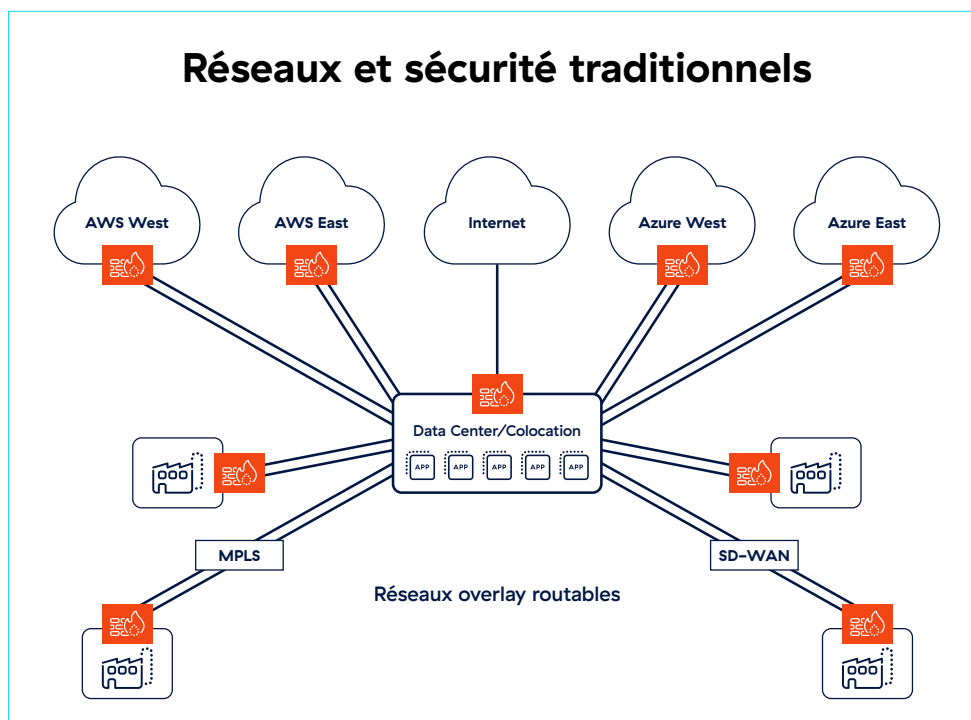 Réseaux et sécurité traditionnels
AWS West
AWS East
Internet
Azure West
Azure East
Data Center/Colocation
APP
APP
APP
APP
APP
MPLS
SD-WAN
Réseaux overlay routables